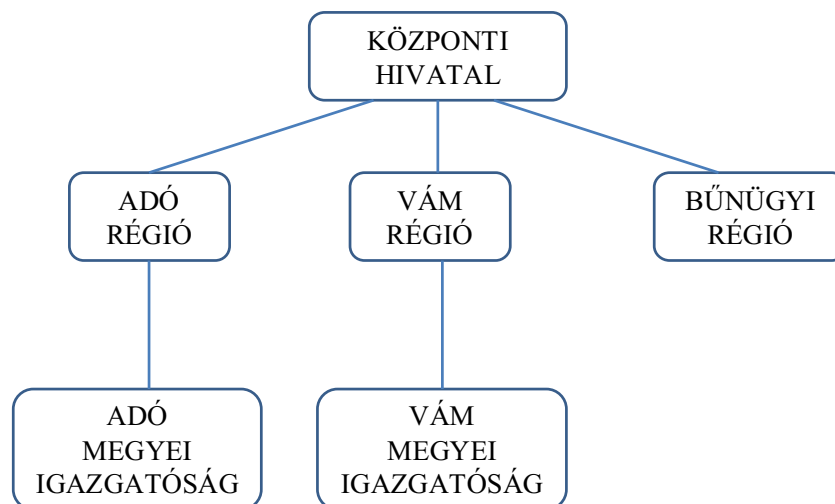 KÖZPONTI
HIVATAL
ADÓ
RÉGIÓ
VÁM
RÉGIÓ
BŰNÜGYI
RÉGIÓ
ADÓ
MEGYEI
IGAZGATÓSÁG
VÁM
MEGYEI
IGAZGATÓSÁG